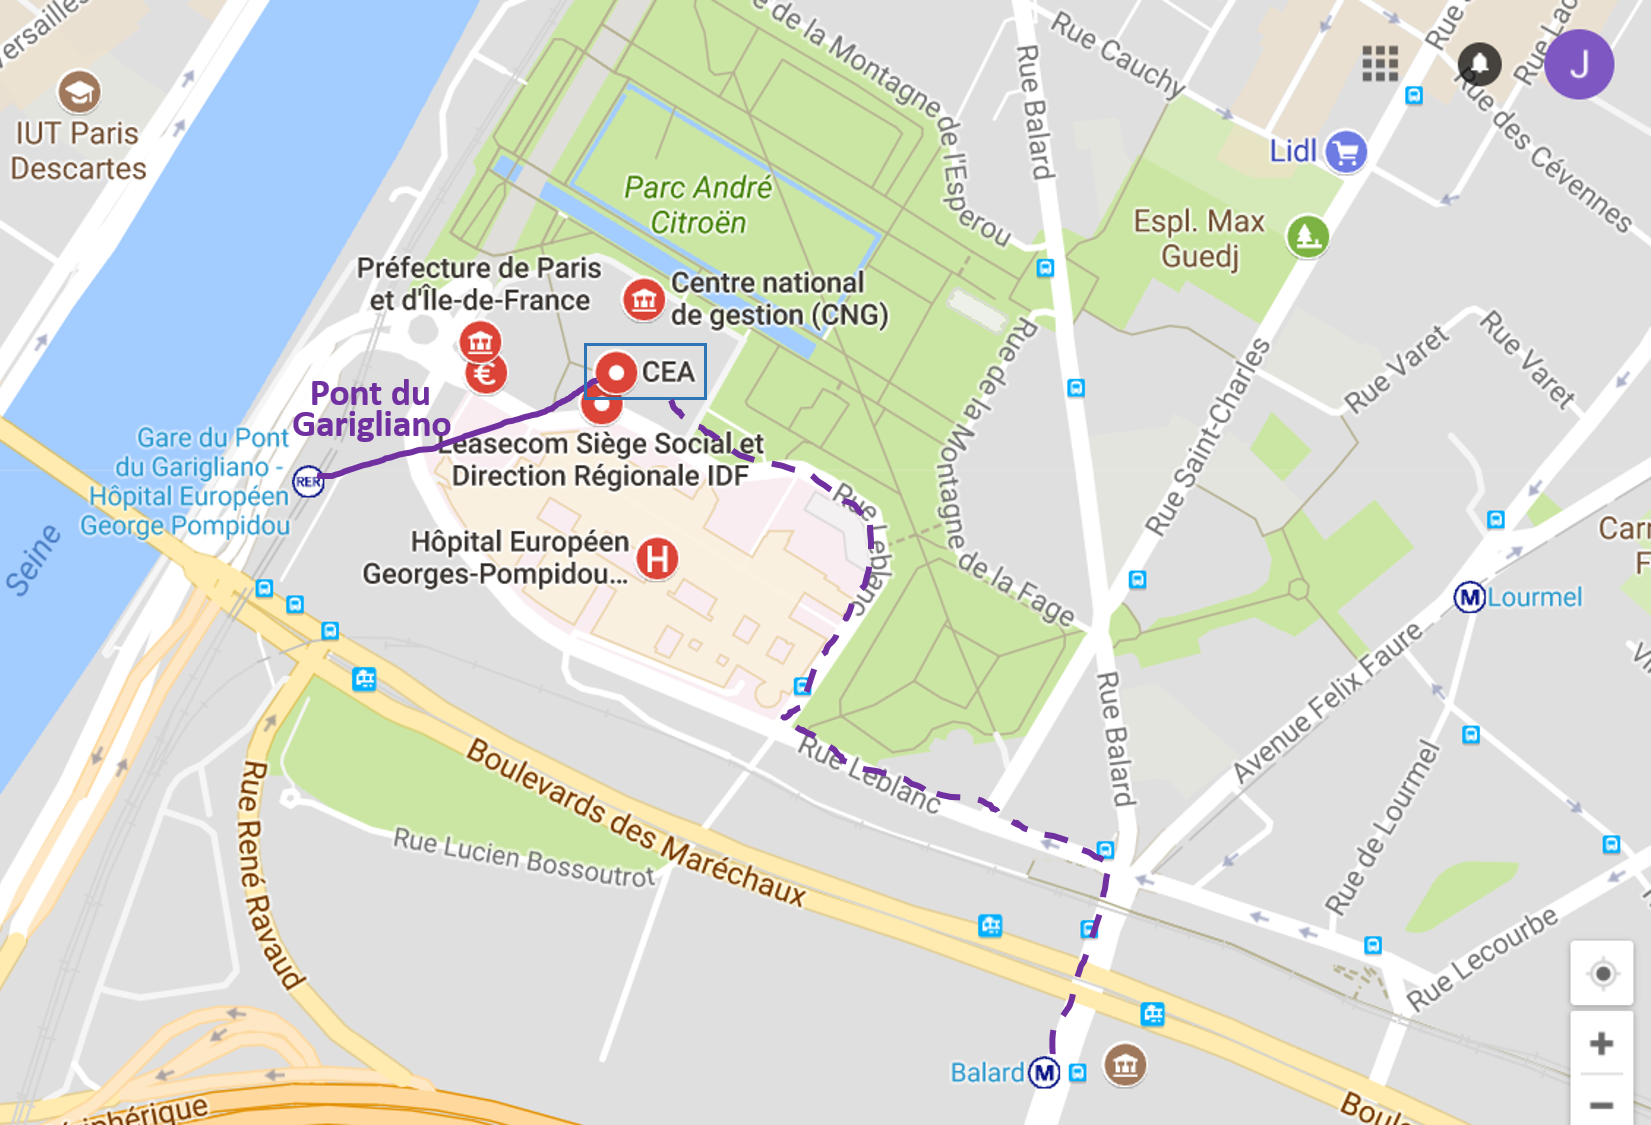 ersailles
IUT Paris
Descartes
e de la Montagne de l'Esperou
Rue Balard
Rue Cauchy
Rue des Cévennes
J
Lidl
Parc André
Citroën
Espl. Max
Guedj
Préfecture de Paris
et d'Île-de-France
Centre national
de gestion (CNG)
CEA
€
Pont du
Garigliano
Leasecom Siège Social et
Direction Régionale IDF
Gare du Pont
du Garigliano -
Hôpital Européen
George Pompidou
RER
Seine
Hôpital Européen
Georges-Pompidou...
H
Rue Leblanc
Rue de la Montagne de la Fage
Rue Saint-Charles
Rue Varet
Rue Varet
M Lourmel
Avenue Felix Faure
Rue Balard
Rue de Lourmel
Rue Leblanc
Boulevards des Maréchaux
Rue Lucien Bossoutrot
Rue René Ravaud
Rue Lecourbe
Balard M
Boul
iphérique
+
−